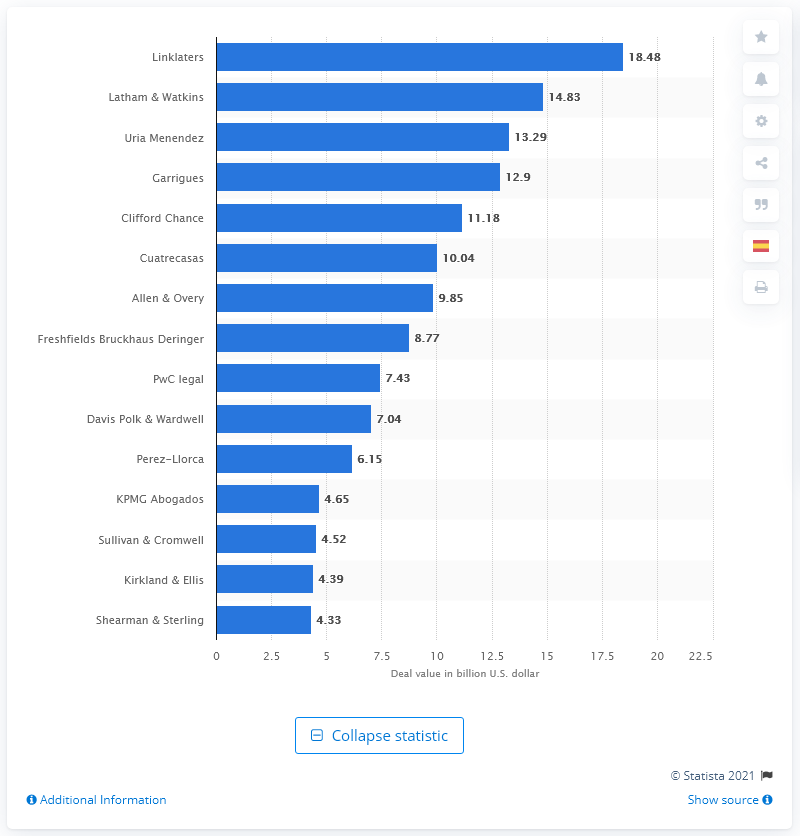 Linklaters 18.48
Latham & Watkins 14.83
Uria Menendez 13.29
Garrigues 12.9
Clifford Chance 11.18
Cuatrecasas 10.04
Allen & Overy 9.85
Freshfields Bruckhaus Deringer 8.77
PwC legal 7.43
Davis Polk & Wardwell 7.04
Perez-Llorca 6.15
KPMG Abogados 4.65
Sullivan & Cromwell 4.52
Kirkland & Ellis 4.39
Shearman & Sterling 4.33
0 2.5 5 7.5 10 12.5 15 17.5 20 22.5
Deal value in billion U.S. dollar
Collapse statistic
© Statista 2021
Additional Information Show source